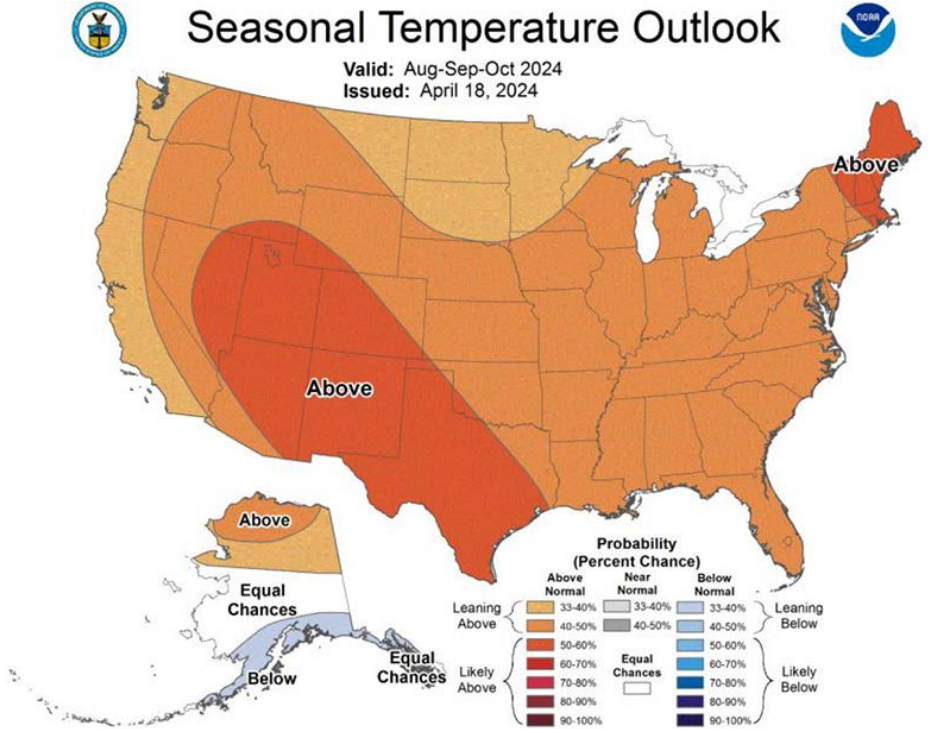 Seasonal Temperature Outlook
NOAA
Valid: Aug-Sep-Oct 2024
Issued: April 18, 2024
Above
Above
Above
Equal
Chances
Below
Equal
Chances
Probability
(Percent Chance)
Above
Normal
Near
Normal
Below
Normal
Leaning
Above
33-40%
40-50%
33-40%
40-50%
33-40%
40-50%
Leaning
Below
Likely
Above
50-60%
60-70%
70-80%
80-90%
90-100%
Equal
Chances
50-60%
60-70%
70-80%
80-90%
90-100%
Likely
Below